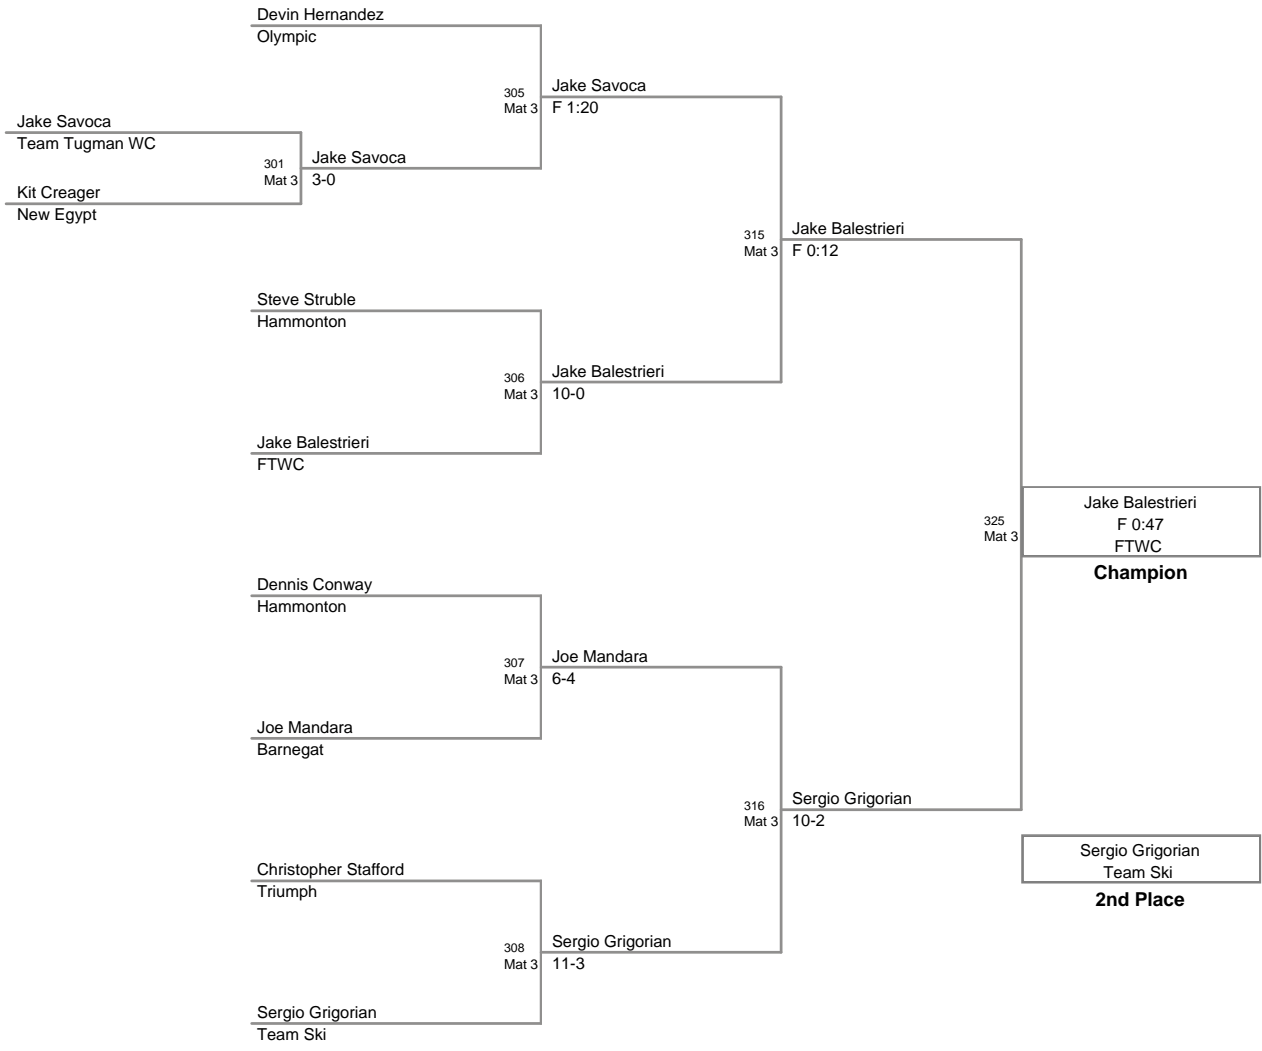 Devin Hernandez
Olympic
305
Mat 3
Jake Savoca
F 1:20
Jake Savoca
Team Tugman WC
301
Mat 3
Jake Savoca
3-0
Kit Creager
New Egypt
315
Mat 3
Jake Balestrieri
F 0:12
Steve Struble
Hammonton
306
Mat 3
Jake Balestrieri
10-0
Jake Balestrieri
FTWC
325
Mat 3
Jake Balestrieri
F 0:47
FTWC
Champion
Dennis Conway
Hammonton
307
Mat 3
Joe Mandara
6-4
Joe Mandara
Barnegat
316
Mat 3
Sergio Grigorian
10-2
Sergio Grigorian
Team Ski
2nd Place
Christopher Stafford
Triumph
308
Mat 3
Sergio Grigorian
11-3
Sergio Grigorian
Team Ski